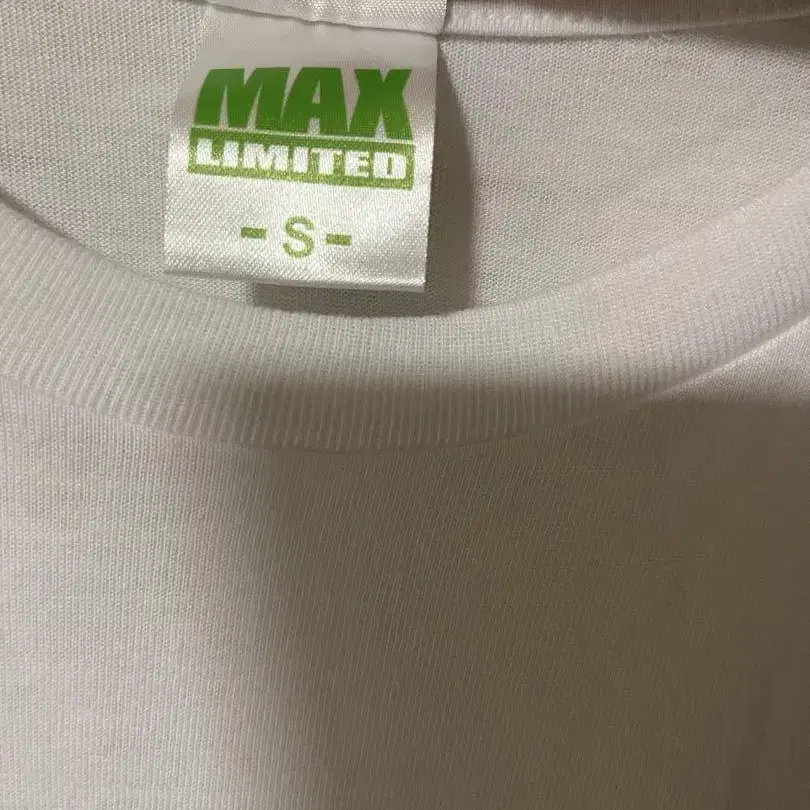 MAX
LIMITED
- S -